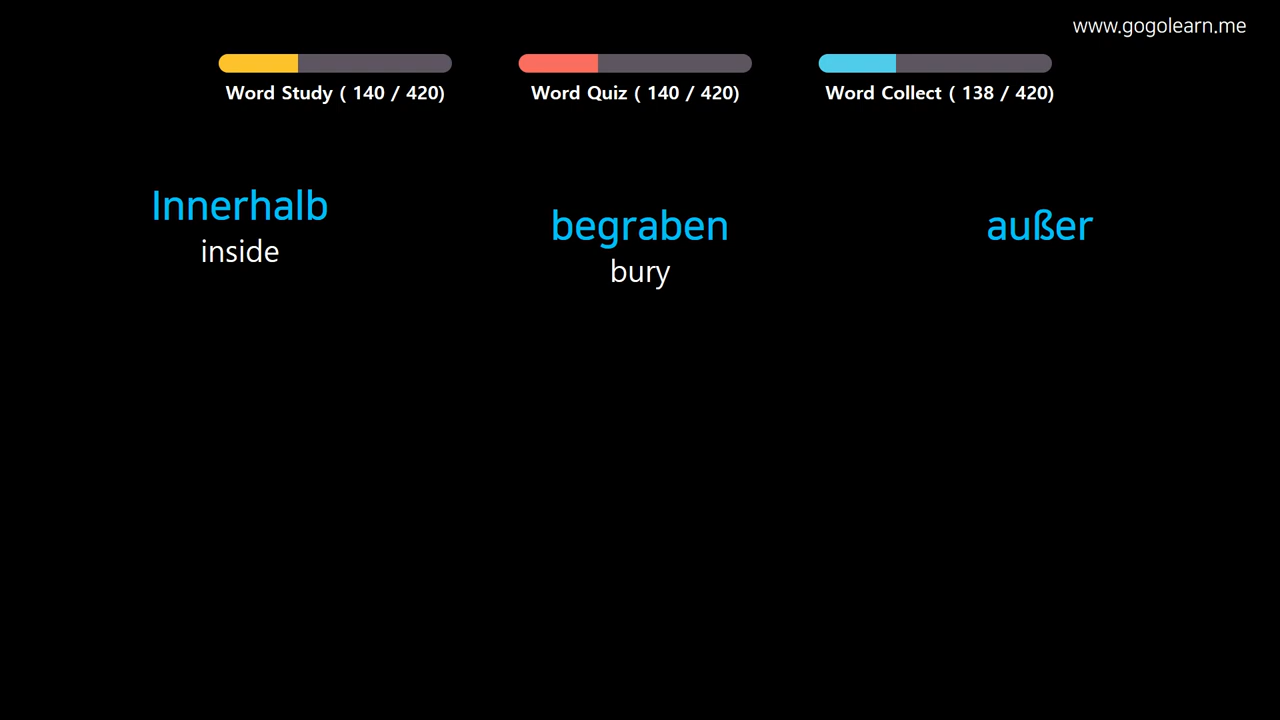 www.gogolearn.me
Word Study ( 140 / 420)
Word Quiz ( 140 / 420)
Word Collect ( 138 / 420)
Innerhalb
inside
begraben
bury
außer